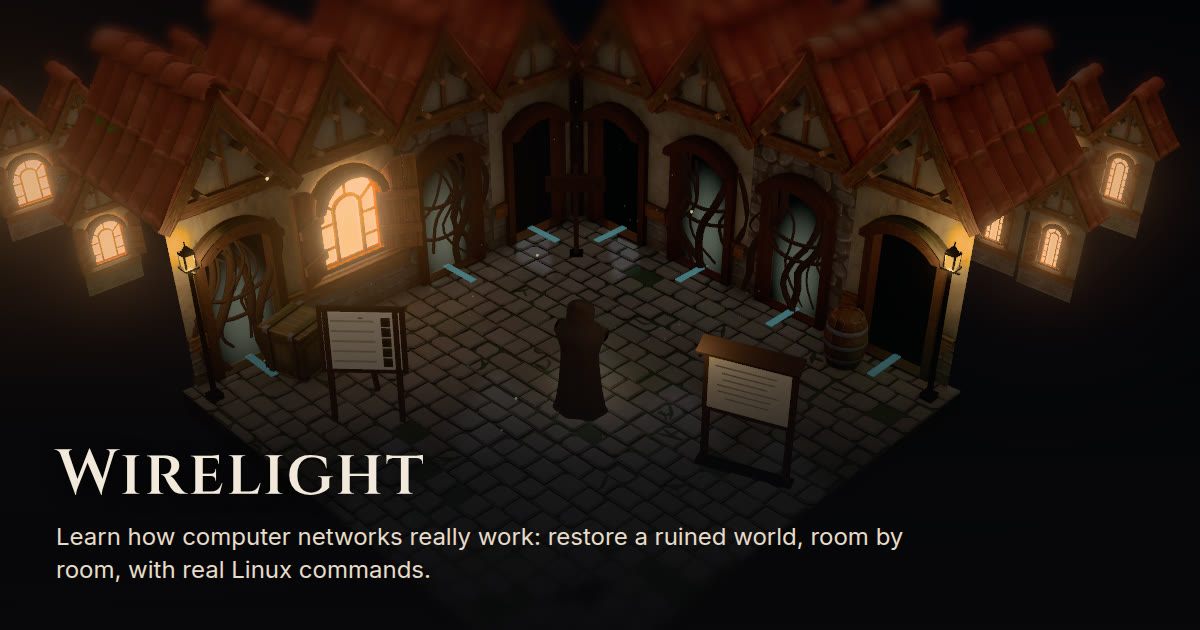 Wirelight
Learn how computer networks really work: restore a ruined world, room by
room, with real Linux commands.